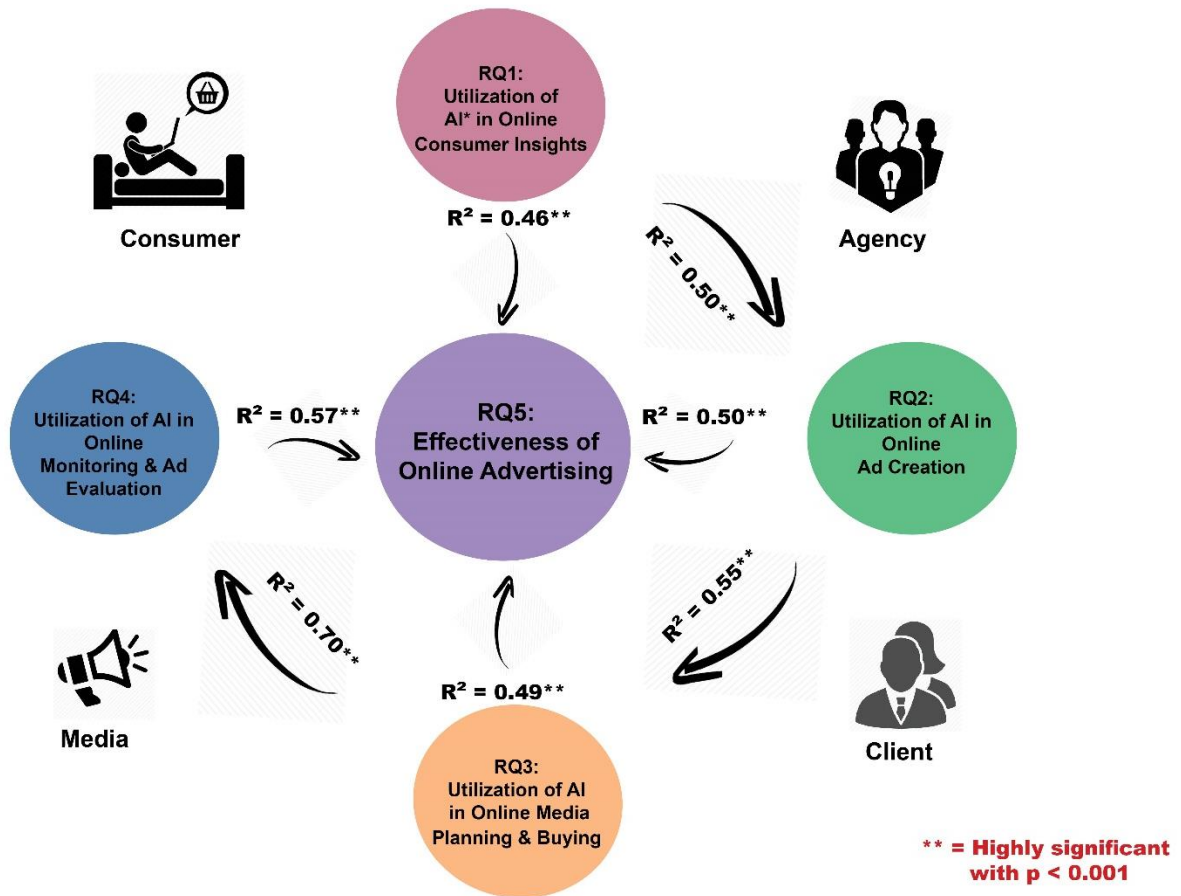 RQ1:
Utilization of
AI* in Online
Consumer Insights
Consumer
Agency
R² = 0.46**
R² = 0.50**
RQ4:
Utilization of AI in
Online
Monitoring & Ad
Evaluation
R² = 0.57**
RQ5:
Effectiveness of
Online Advertising
R² = 0.50**
RQ2:
Utilization of AI in
Online
Ad Creation
R² = 0.70**
R² = 0.55**
Media
R² = 0.49**
Client
RQ3:
Utilization of AI
in Online Media
Planning & Buying
** = Highly significant
with p < 0.001